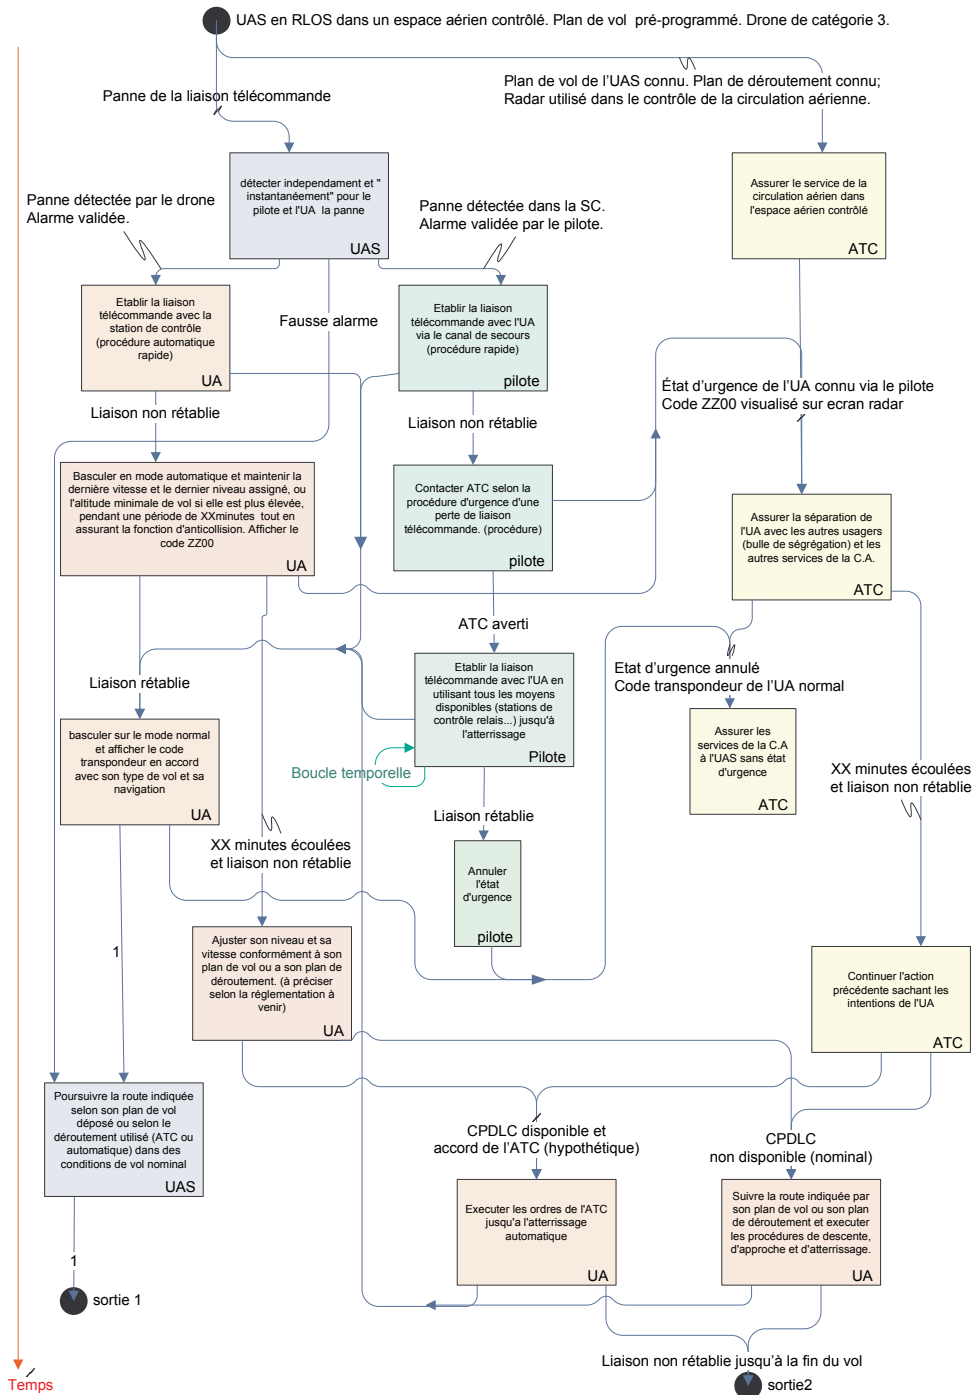 UAS en RLOS dans un espace aérien contrôlé. Plan de vol  pré-programmé. Drone de catégorie 3.
Plan de vol de l'UAS connu. Plan de déroutement connu;
Radar utilisé dans le contrôle de la circulation aérienne.
Panne de la liaison télécommande
détecter independament et "
instantanéement" pour le
pilote et l'UA  la panne
UAS
Assurer le service de la
circulation aérien dans
l'espace aérien contrôlé
ATC
Panne détectée par le drone
Alarme validée.
Panne détectée dans la SC.
Alarme validée par le pilote.
Etablir la liaison
télécommande avec la
station de contrôle
(procédure automatique
rapide)
UA
Fausse alarme
Etablir la liaison
télécommande avec l'UA
via le canal de secours
(procédure rapide)
pilote
État d'urgence de l'UA connu via le pilote
Code ZZ00 visualisé sur ecran radar
Liaison non rétablie
Liaison non rétablie
Basculer en mode automatique et maintenir la
dernière vitesse et le dernier niveau assigné, ou
l'altitude minimale de vol si elle est plus élevée,
pendant une période de XXminutes  tout en
assurant la fonction d'anticollision. Afficher le
code ZZ00
UA
Contacter ATC selon la
procédure d'urgence d'une
perte de liaison
télécommande. (procédure)
pilote
Assurer la séparation de
l'UA avec les autres usagers
(bulle de ségrégation) et les
autres services de la C.A.
ATC
ATC averti
Etablir la liaison
télécommande avec l'UA en
utilisant tous les moyens
disponibles (stations de
contrôle relais...) jusqu'à
l'atterrissage
Pilote
Etat d'urgence annulé
Code transpondeur de l'UA normal
Liaison rétablie
basculer sur le mode normal
et afficher le code
transpondeur en accord
avec son type de vol et sa
navigation
UA
Boucle temporelle
Assurer les
services de la C.A
à l'UAS sans état
d'urgence
ATC
XX minutes écoulées
et liaison non rétablie
Liaison rétablie
XX minutes écoulées
et liaison non rétablie
Annuler
l'état
d'urgence
pilote
1
Ajuster son niveau et sa
vitesse conformément à son
plan de vol ou a son plan de
déroutement. (à préciser
selon la réglementation à
venir)
UA
Continuer l'action
précédente sachant les
intentions de l'UA
ATC
Poursuivre la route indiquée
selon son plan de vol
déposé ou selon le
déroutement utilisé (ATC ou
automatique) dans des
conditions de vol nominal
UAS
CPDLC disponible et
accord de l'ATC (hypothétique)
CPDLC
non disponible (nominal)
Executer les ordres de l'ATC
jusqu'a l'atterrissage
automatique
UA
Suivre la route indiquée par
son plan de vol ou son plan
de déroutement et executer
les procédures de descente,
d'approche et d'atterrissage.
UA
1
sortie 1
Liaison non rétablie jusqu'à la fin du vol
sortie2
Temps